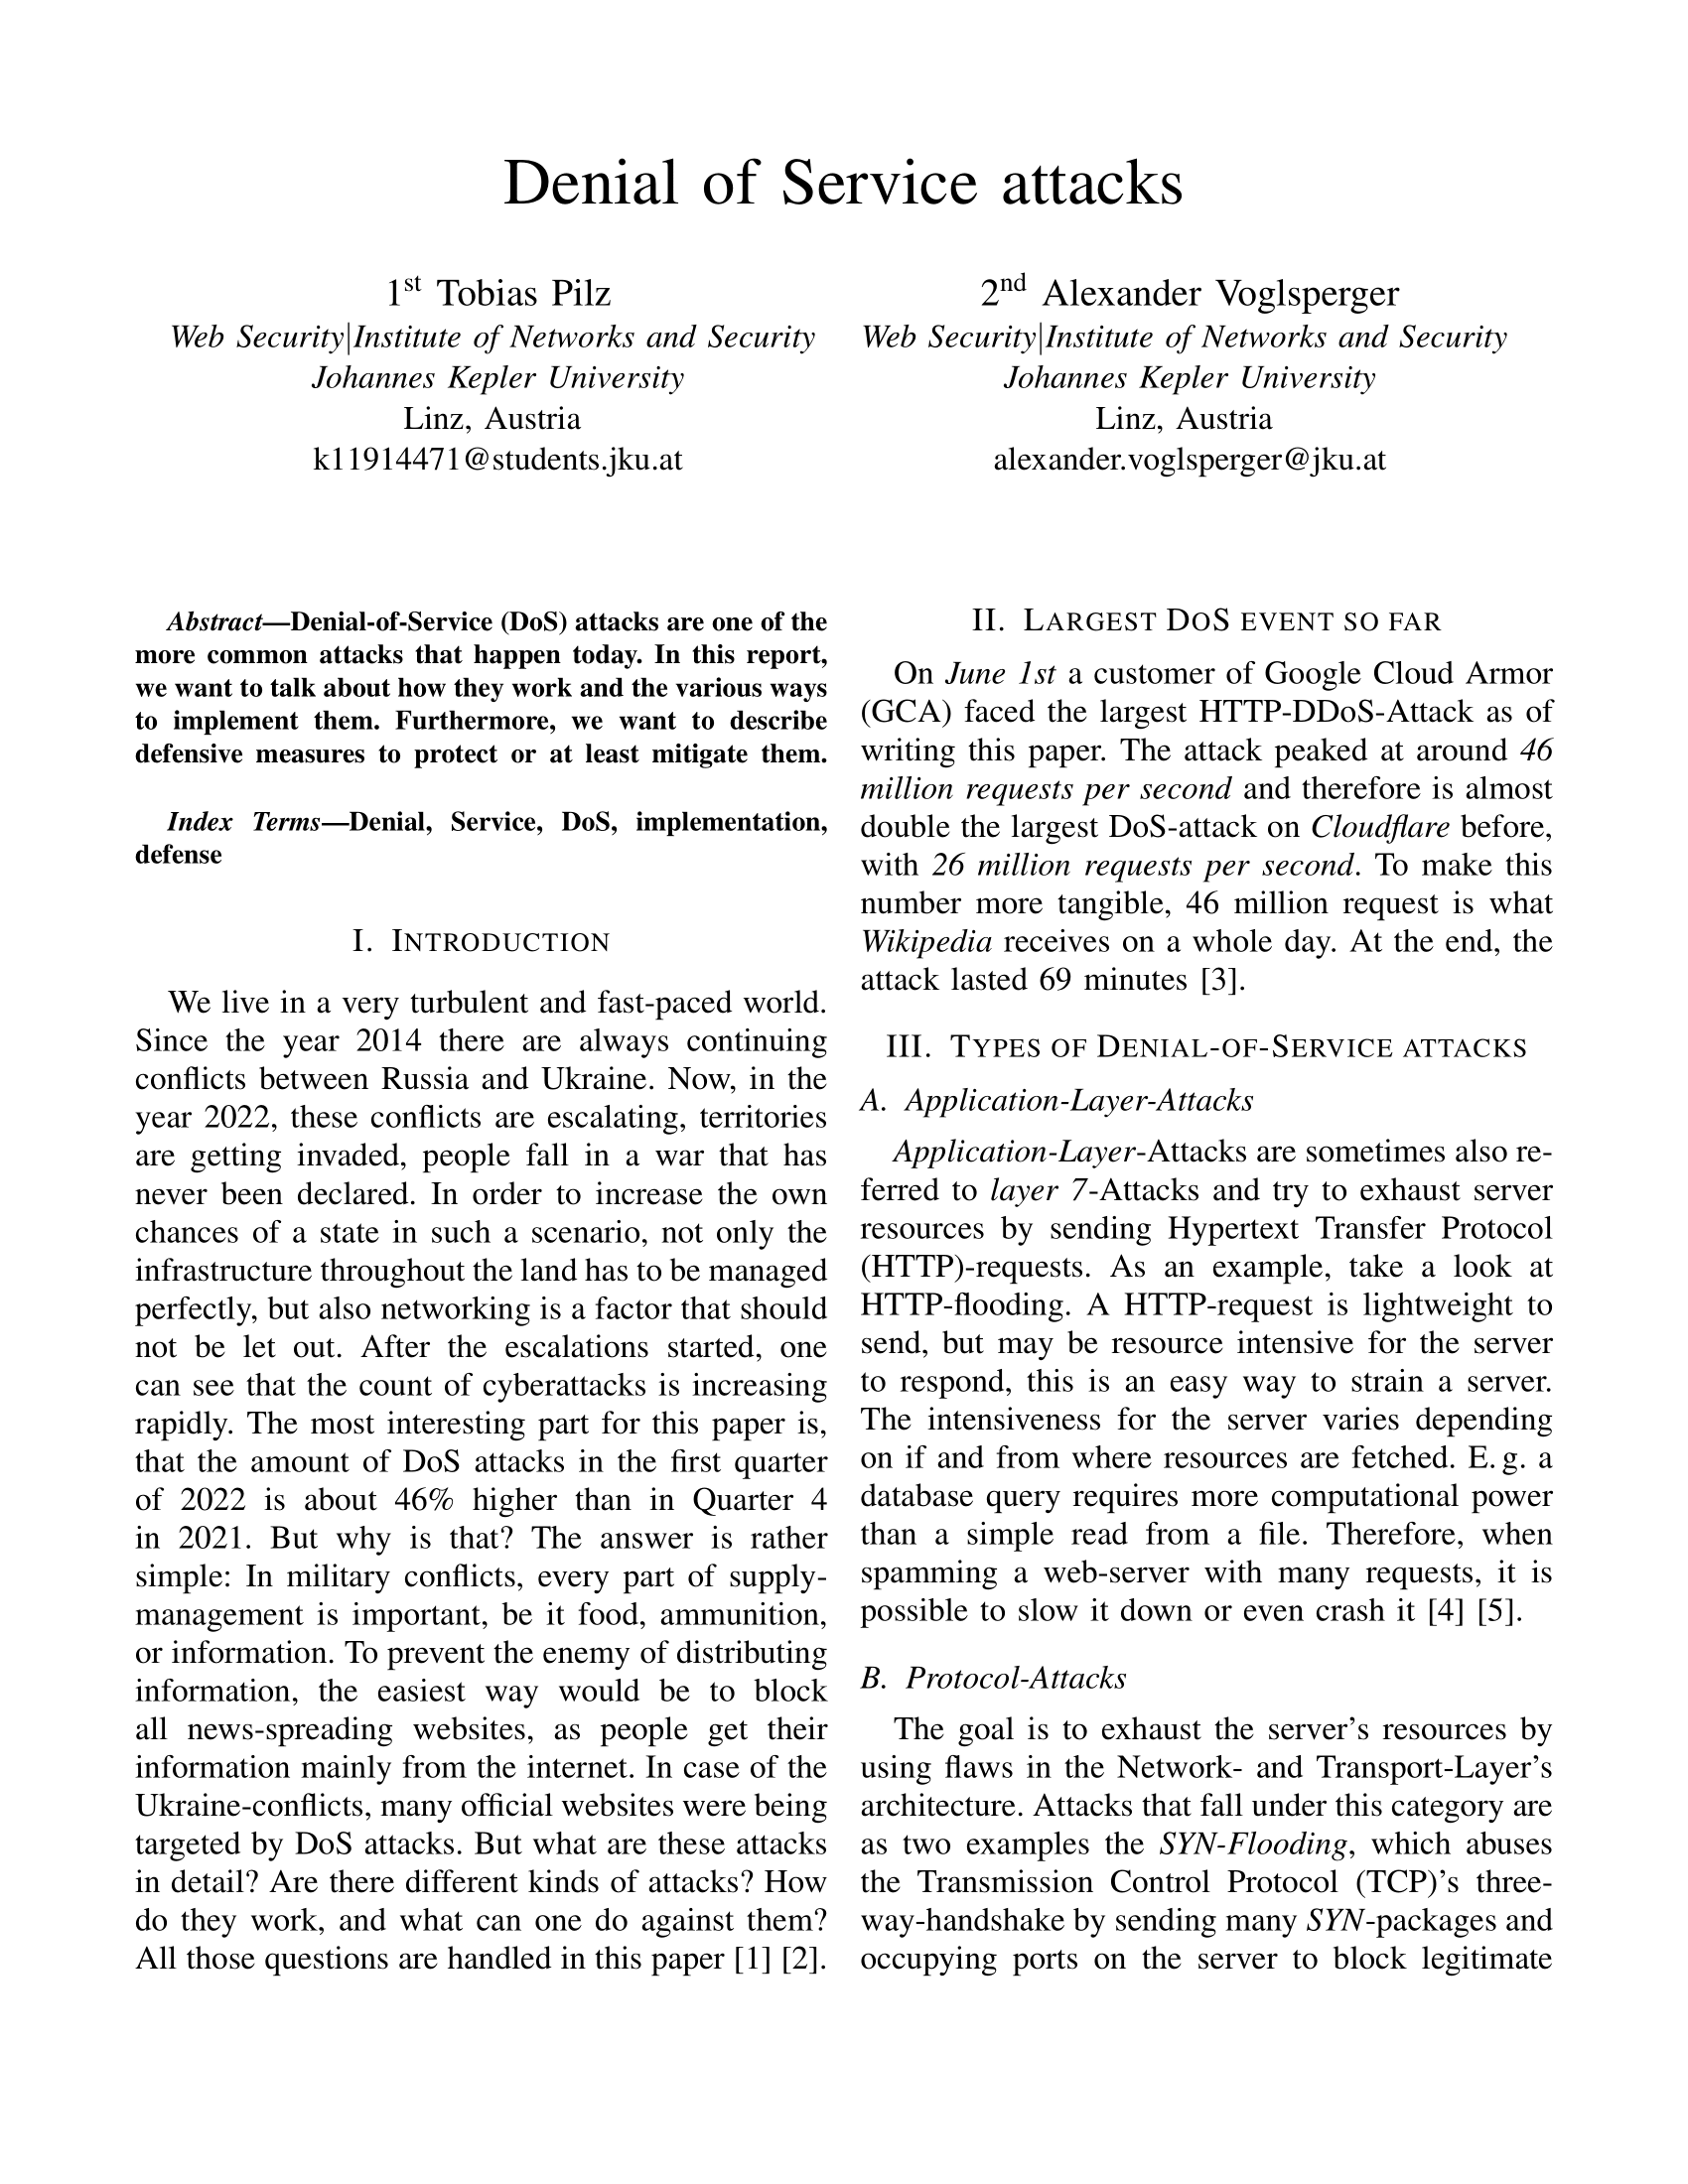 Denial of Service attacks
1st Tobias Pilz
Web Security|Institute of Networks and Security
Johannes Kepler University
Linz, Austria
k11914471@students.jku.at
2nd Alexander Voglsperger
Web Security|Institute of Networks and Security
Johannes Kepler University
Linz, Austria
alexander.voglsperger@jku.at
Abstract—Denial-of-Service (DoS) attacks are one of the
more common attacks that happen today. In this report,
we want to talk about how they work and the various ways
to implement them. Furthermore, we want to describe
defensive measures to protect or at least mitigate them.
Index Terms—Denial, Service, DoS, implementation,
defense
I. INTRODUCTION
We live in a very turbulent and fast-paced world.
Since the year 2014 there are always continuing
conflicts between Russia and Ukraine. Now, in the
year 2022, these conflicts are escalating, territories
are getting invaded, people fall in a war that has
never been declared. In order to increase the own
chances of a state in such a scenario, not only the
infrastructure throughout the land has to be managed
perfectly, but also networking is a factor that should
not be let out. After the escalations started, one
can see that the count of cyberattacks is increasing
rapidly. The most interesting part for this paper is,
that the amount of DoS attacks in the first quarter
of 2022 is about 46% higher than in Quarter 4
in 2021. But why is that? The answer is rather
simple: In military conflicts, every part of supply-
management is important, be it food, ammunition,
or information. To prevent the enemy of distributing
information, the easiest way would be to block
all news-spreading websites, as people get their
information mainly from the internet. In case of the
Ukraine-conflicts, many official websites were being
targeted by DoS attacks. But what are these attacks
in detail? Are there different kinds of attacks? How
do they work, and what can one do against them?
All those questions are handled in this paper [1] [2].
II. LARGEST DOS EVENT SO FAR
On June 1st a customer of Google Cloud Armor
(GCA) faced the largest HTTP-DDoS-Attack as of
writing this paper. The attack peaked at around 46
million requests per second and therefore is almost
double the largest DoS-attack on Cloudflare before,
with 26 million requests per second. To make this
number more tangible, 46 million request is what
Wikipedia receives on a whole day. At the end, the
attack lasted 69 minutes [3].
III. TYPES OF DENIAL-OF-SERVICE ATTACKS
A. Application-Layer-Attacks
Application-Layer-Attacks are sometimes also re-
ferred to layer 7-Attacks and try to exhaust server
resources by sending Hypertext Transfer Protocol
(HTTP)-requests. As an example, take a look at
HTTP-flooding. A HTTP-request is lightweight to
send, but may be resource intensive for the server
to respond, this is an easy way to strain a server.
The intensiveness for the server varies depending
on if and from where resources are fetched. E. g. a
database query requires more computational power
than a simple read from a file. Therefore, when
spamming a web-server with many requests, it is
possible to slow it down or even crash it [4] [5].
B. Protocol-Attacks
The goal is to exhaust the server's resources by
using flaws in the Network- and Transport-Layer's
architecture. Attacks that fall under this category are
as two examples the SYN-Flooding, which abuses
the Transmission Control Protocol (TCP)'s three-
way-handshake by sending many SYN-packages and
occupying ports on the server to block legitimate